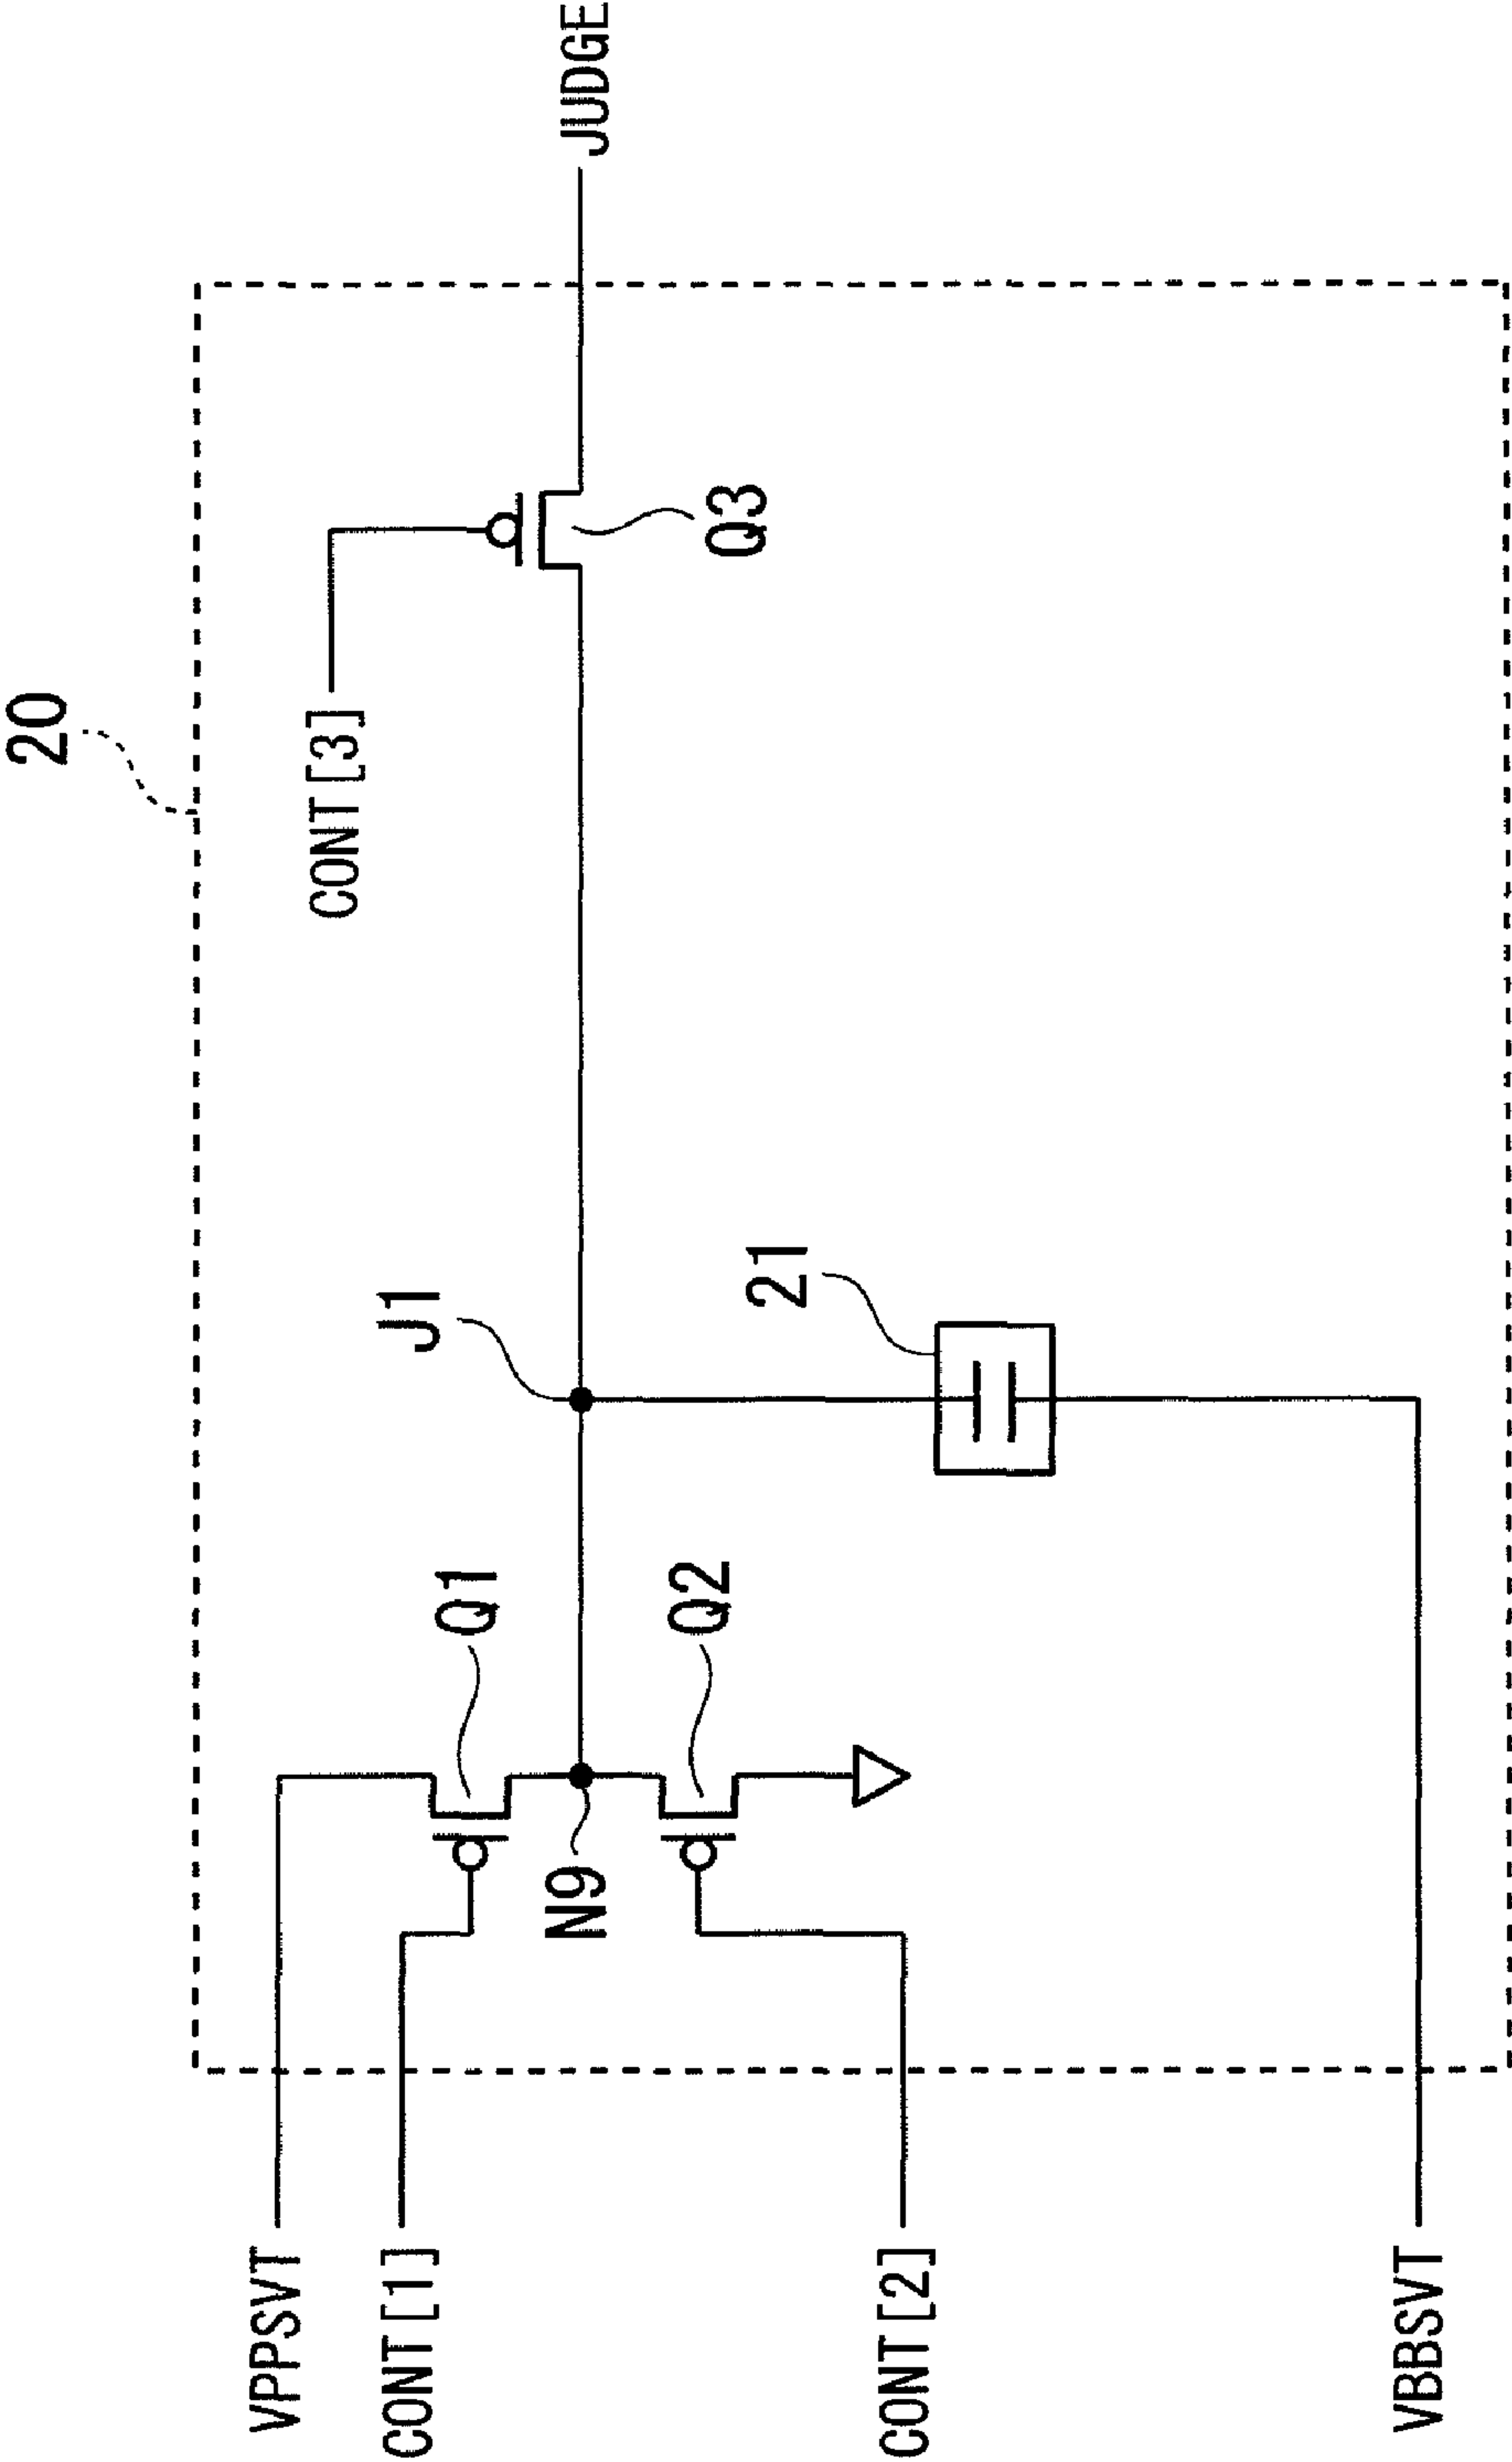 20
CONT[3]
JUDGE
Q3
J1
21
Q1
Q2
N9
VPPSVT
CONT[1]
CONT[2]
VBBSVT